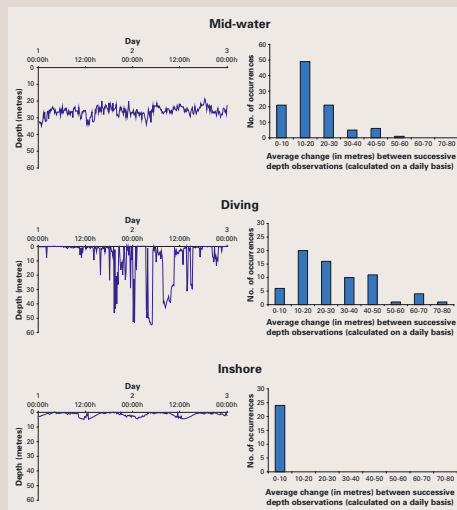 Mid-water
Day
1 2 3
00:00h 12:00h 00:00h 12:00h 00:00h
Depth (metres)
0
10
20
30
40
50
60
No. of occurrences
60
50
40
30
20
10
0
0-10 10-20 20-30 30-40 40-50 50-60 60-70 70-80
Average change (in metres) between successive
depth observations (calculated on a daily basis)
Diving
Day
1 2 3
00:00h 12:00h 00:00h 12:00h 00:00h
Depth (metres)
0
10
20
30
40
50
60
No. of occurrences
30
25
20
15
10
5
0
0-10 10-20 20-30 30-40 40-50 50-60 60-70 70-80
Average change (in metres) between successive
depth observations (calculated on a daily basis)
Inshore
Day
1 2 3
00:00h 12:00h 00:00h 12:00h 00:00h
Depth (metres)
0
10
20
30
40
50
60
No. of occurrences
30
25
20
15
10
5
0
0-10 10-20 20-30 30-40 40-50 50-60 60-70 70-80
Average change (in metres) between successive
depth observations (calculated on a daily basis)